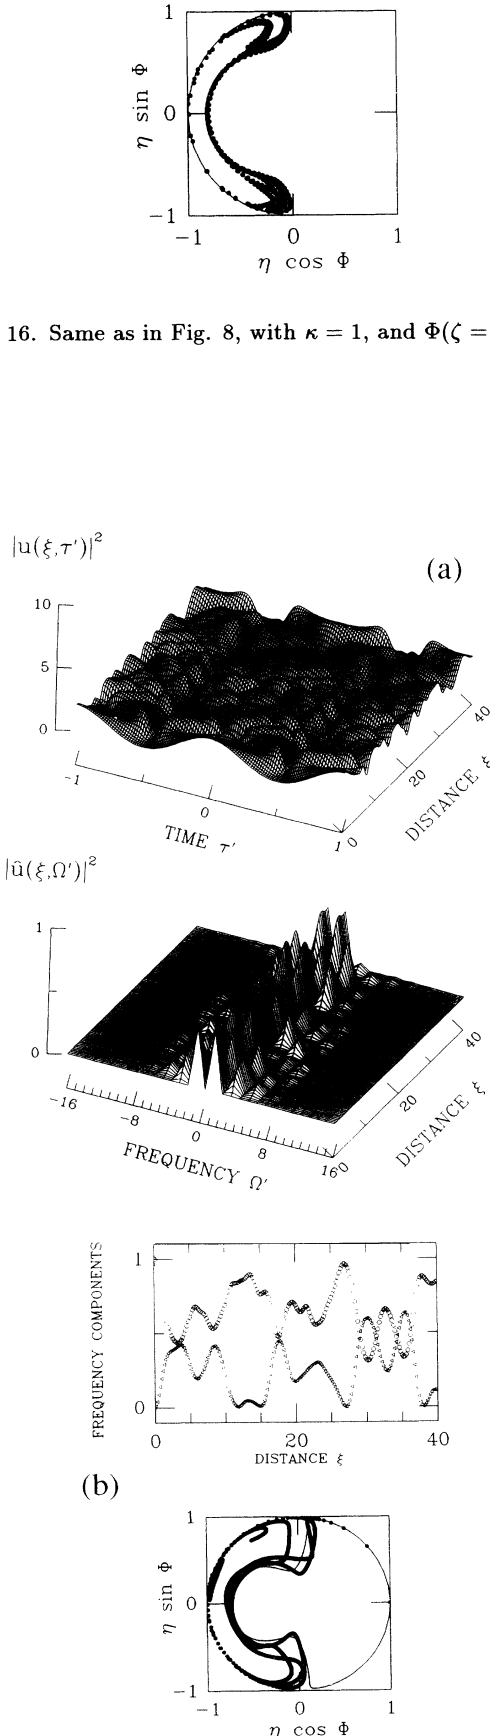 1
η sin Φ
0
−1
−1 0 1
η cos Φ
16. Same as in Fig. 8, with κ = 1, and Φ(ζ =
|u(ξ,τ′)|²
(a)
10
5
0
−1
0
1
TIME τ′
0
20
40
DISTANCE ξ
|û(ξ,Ω′)|²
1
0
−16
−8
0
8
16
FREQUENCY Ω′
0
20
40
DISTANCE ξ
FREQUENCY COMPONENTS
1
0
0 20 40
DISTANCE ξ
(b)
1
η sin Φ
0
−1
−1 0 1
η cos Φ